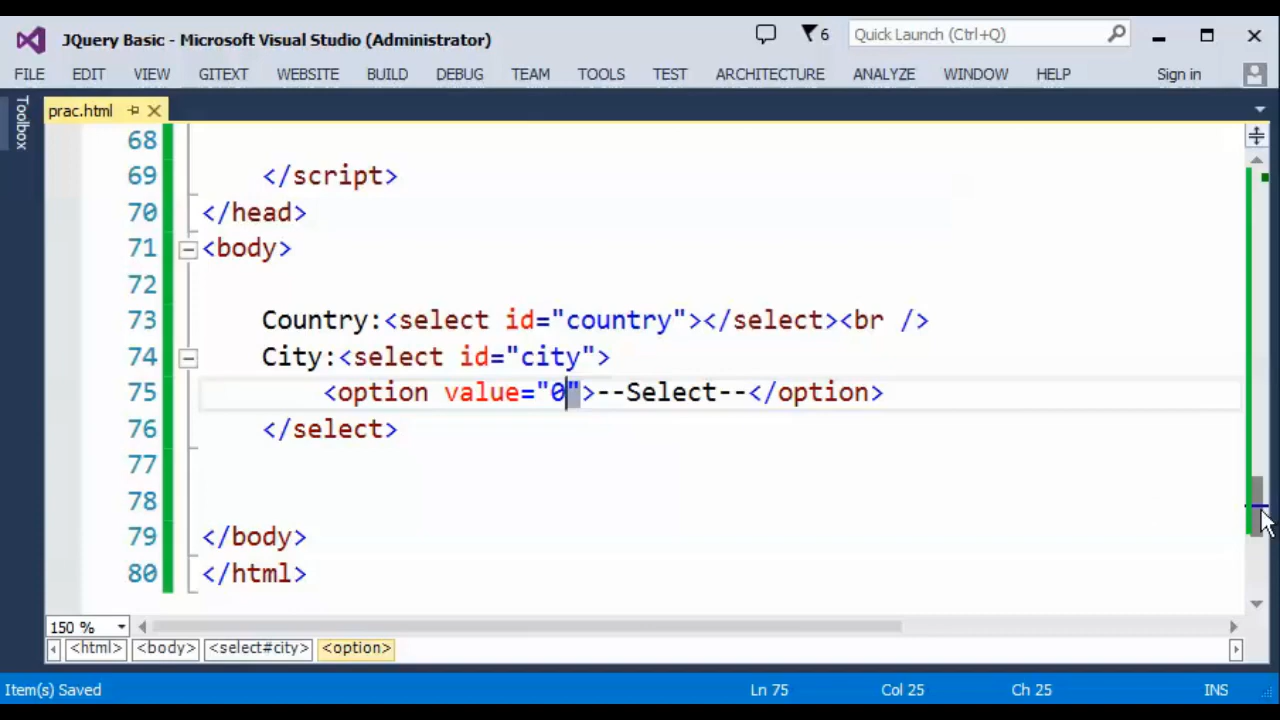 JQuery Basic - Microsoft Visual Studio (Administrator)
6
Quick Launch (Ctrl+Q)
FILE EDIT VIEW GITEXT WEBSITE BUILD DEBUG TEAM TOOLS TEST ARCHITECTURE ANALYZE WINDOW HELP Sign in
Toolbox
prac.html
68
69 </script>
70 </head>
71 <body>
72
73 Country:<select id="country"></select><br />
74 City:<select id="city">
75 <option value="0">--Select--</option>
76 </select>
77
78
79 </body>
80 </html>
150 %
<html> <body> <select#city> <option>
Item(s) Saved Ln 75 Col 25 Ch 25 INS